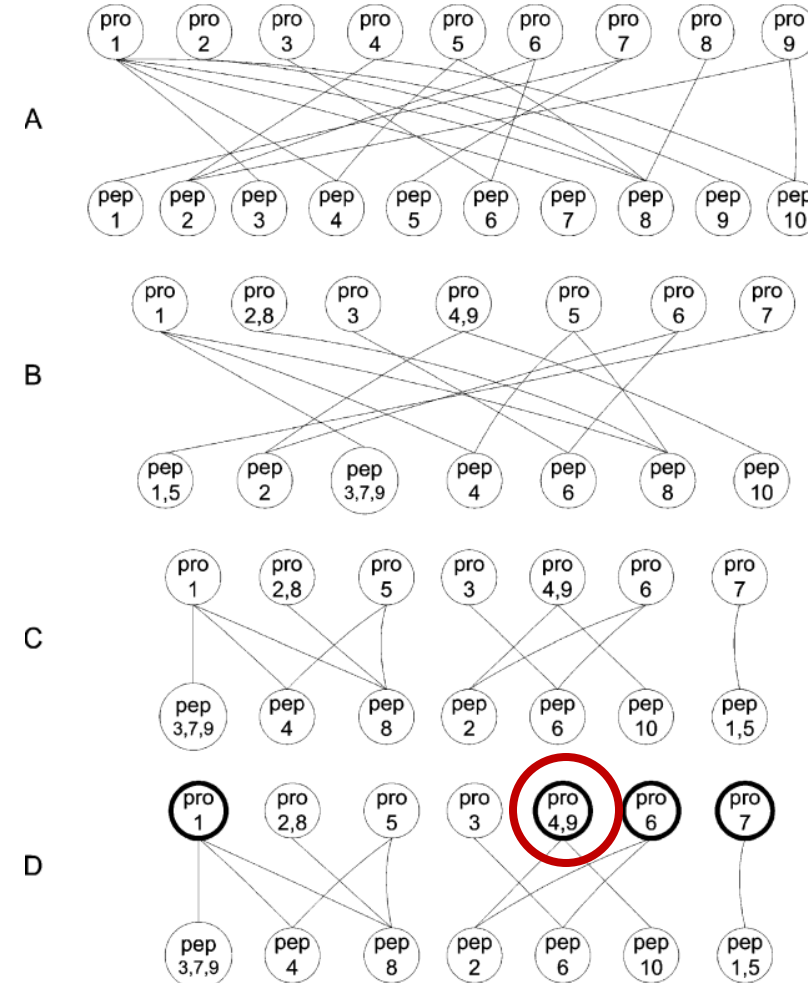 pro 1
pro 2
pro 3
pro 4
pro 5
pro 6
pro 7
pro 8
pro 9
A
pep 1
pep 2
pep 3
pep 4
pep 5
pep 6
pep 7
pep 8
pep 9
pep 10
pro 1
pro 2,8
pro 3
pro 4,9
pro 5
pro 6
pro 7
B
pep 1,5
pep 2
pep 3,7,9
pep 4
pep 6
pep 8
pep 10
pro 1
pro 2,8
pro 5
pro 3
pro 4,9
pro 6
pro 7
C
pep 3,7,9
pep 4
pep 8
pep 2
pep 6
pep 10
pep 1,5
pro 1
pro 2,8
pro 5
pro 3
pro 4,9
pro 6
pro 7
D
pep 3,7,9
pep 4
pep 8
pep 2
pep 6
pep 10
pep 1,5